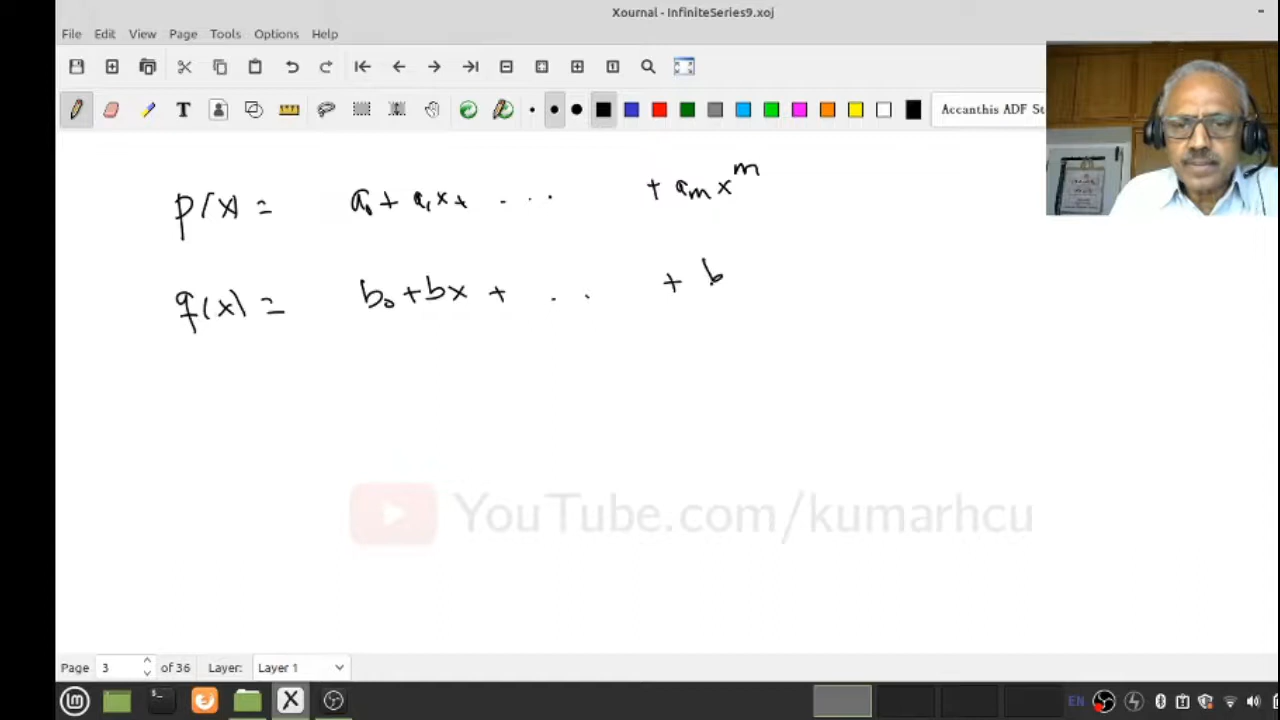 Xournal - InfiniteSeries9.xoj
File Edit View Page Tools Options Help
Accanthis ADF St
p(x) = a₀ + a₁x + ... + aₘxᵐ
q(x) = b₀ + bx + .. + b
YouTube.com/kumarhcu
Page 3 of 36 Layer: Layer 1
EN